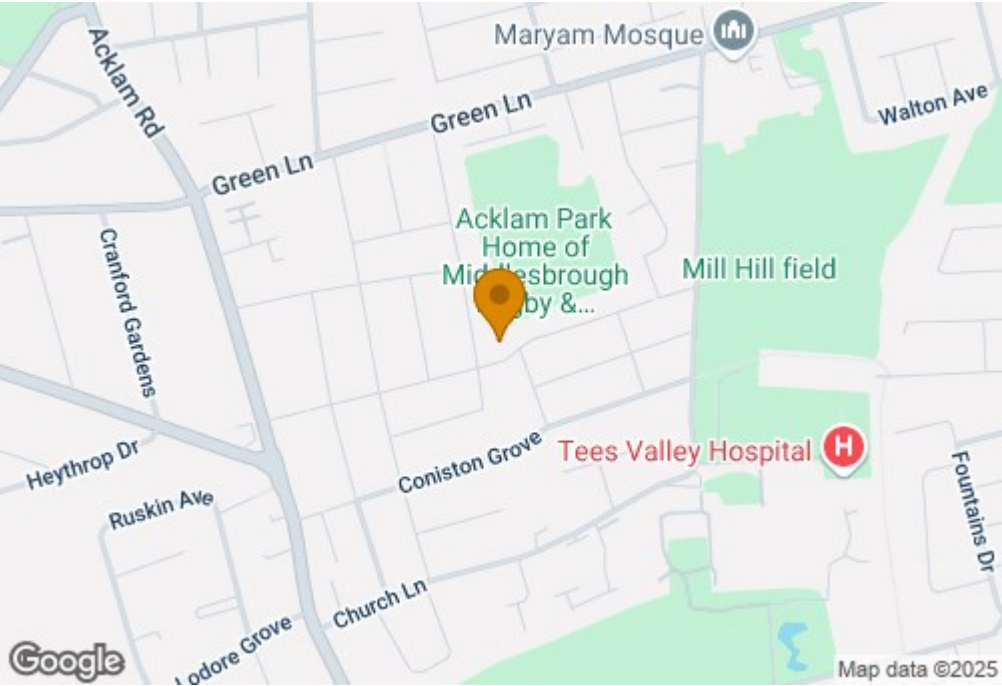 Maryam Mosque
Acklam Rd
Walton Ave
Green Ln
Green Ln
Acklam Park
Home of
Middlesbrough
Rugby &...
Mill Hill field
Cranford Gardens
Coniston Grove
Tees Valley Hospital
H
Heythrop Dr
Ruskin Ave
Fountains Dr
Church Ln
Lodore Grove
Google
Map data ©2025